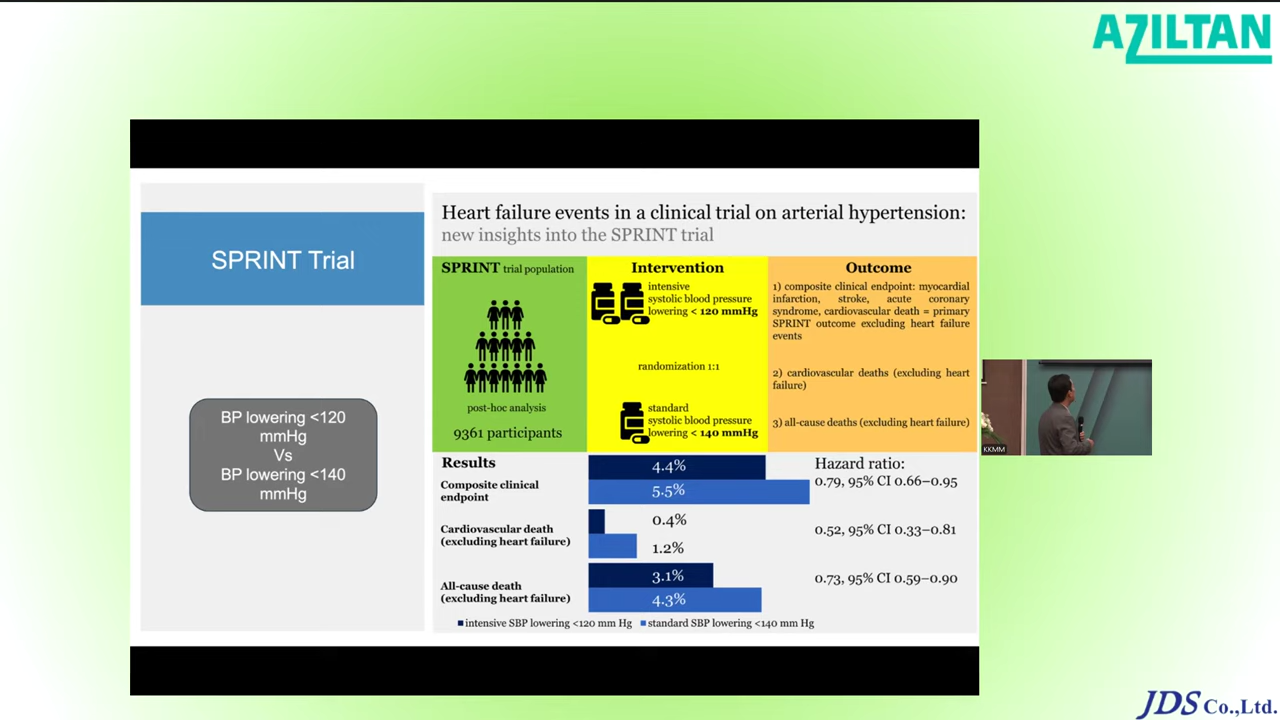 AZILTAN
SPRINT Trial
BP lowering <120
mmHg
Vs
BP lowering <140
mmHg
Heart failure events in a clinical trial on arterial hypertension:
new insights into the SPRINT trial
SPRINT trial population
post-hoc analysis
9361 participants
Intervention
intensive
systolic blood pressure
lowering < 120 mmHg
randomization 1:1
standard
systolic blood pressure
lowering < 140 mmHg
Outcome
1) composite clinical endpoint: myocardial
infarction, stroke, acute coronary
syndrome, cardiovascular death = primary
SPRINT outcome excluding heart failure
events
2) cardiovascular deaths (excluding heart
failure)
3) all-cause deaths (excluding heart failure)
Results
Composite clinical
endpoint
4.4%
5.5%
Hazard ratio:
0.79, 95% CI 0.66–0.95
Cardiovascular death
(excluding heart failure)
0.4%
1.2%
0.52, 95% CI 0.33–0.81
All-cause death
(excluding heart failure)
3.1%
4.3%
0.73, 95% CI 0.59–0.90
intensive SBP lowering <120 mm Hg
standard SBP lowering <140 mm Hg
KKMM
JDS Co.,Ltd.